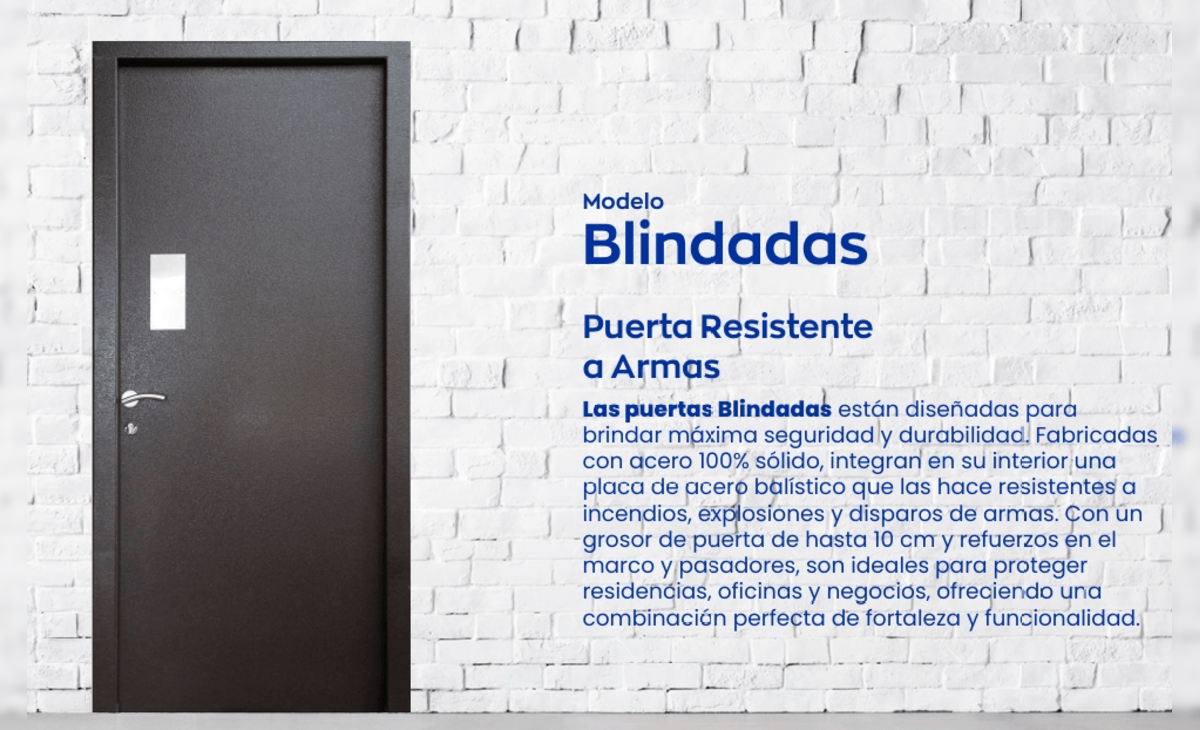 Modelo
Blindadas
Puerta Resistente
a Armas
Las puertas Blindadas están diseñadas para
brindar máxima seguridad y durabilidad. Fabricadas
con acero 100% sólido, integran en su interior una
placa de acero balístico que las hace resistentes a
incendios, explosiones y disparos de armas. Con un
grosor de puerta de hasta 10 cm y refuerzos en el
marco y pasadores, son ideales para proteger
residencias, oficinas y negocios, ofreciendo una
combinación perfecta de fortaleza y funcionalidad.